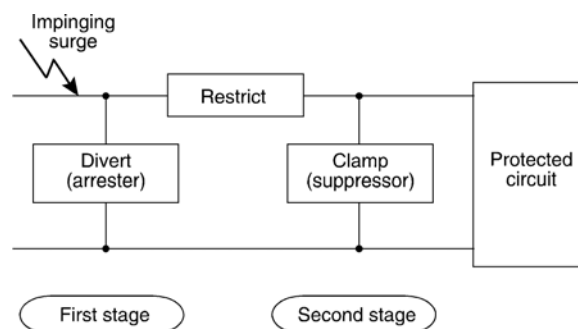 Impinging
surge
Restrict
Divert
(arrester)
Clamp
(suppressor)
Protected
circuit
First stage
Second stage